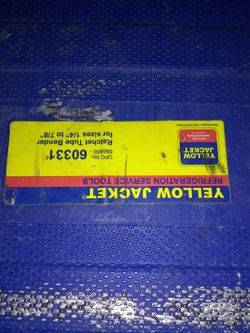 YELLOW JACKET
REFRIGERATION SERVICE TOOLS
UPC No.
686800 - 60331
Ratchet Tube Bender
for sizes 1/4" to 7/8"
YELLOW
JACKET